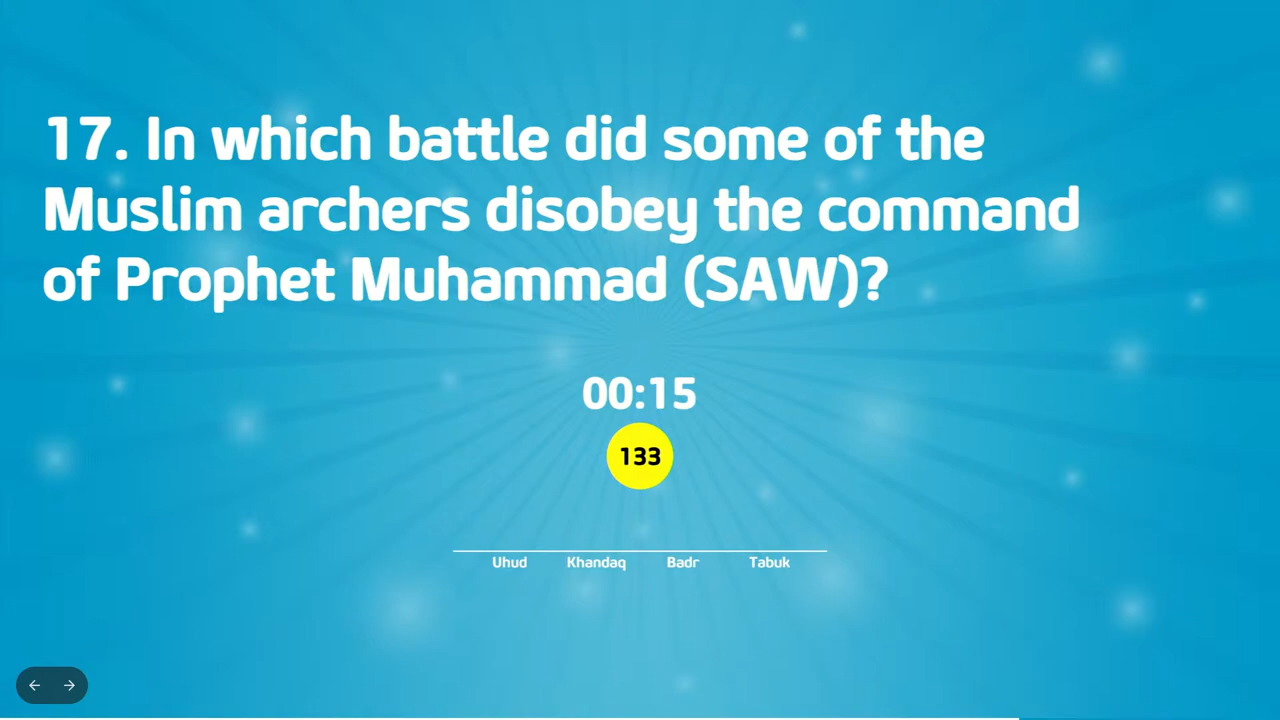 17. In which battle did some of the
Muslim archers disobey the command
of Prophet Muhammad (SAW)?
00:15
133
Uhud Khandaq Badr Tabuk